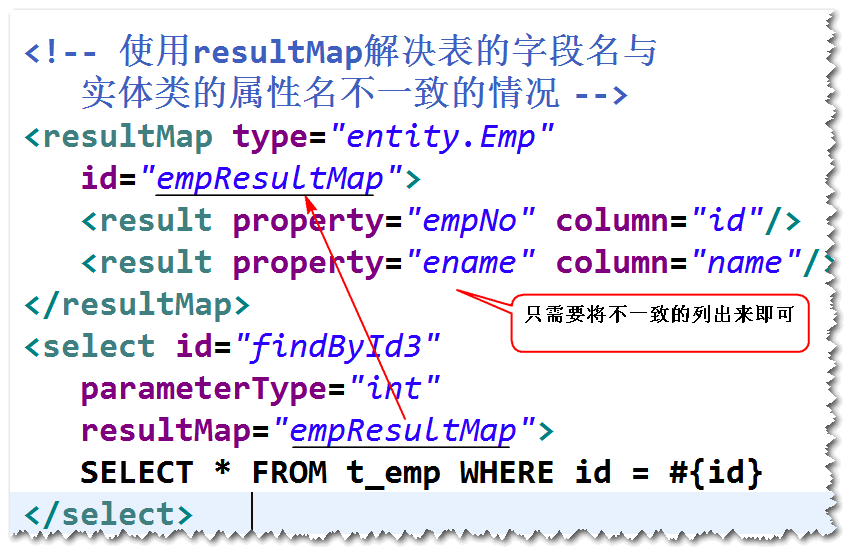 <!-- 使用resultMap解决表的字段名与
实体类的属性名不一致的情况 -->
<resultMap type="entity.Emp"
id="empResultMap">
<result property="empNo" column="id"/>
<result property="ename" column="name"/>
</resultMap>
只需要将不一致的列出来即可
<select id="findById3"
parameterType="int"
resultMap="empResultMap">
SELECT * FROM t_emp WHERE id = #{id}
</select>